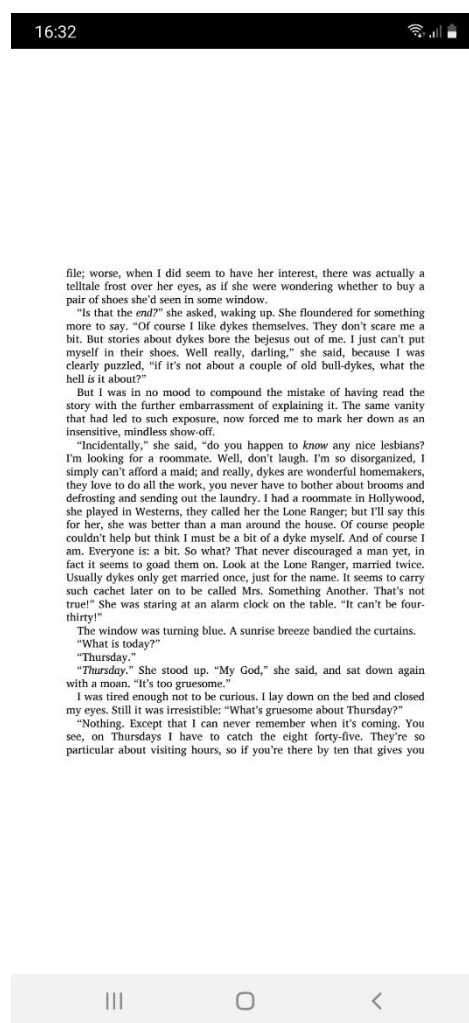 16:32
file; worse, when I did seem to have her interest, there was actually a
telltale frost over her eyes, as if she were wondering whether to buy a
pair of shoes she'd seen in some window.
“Is that the end?” she asked, waking up. She floundered for something
more to say. “Of course I like dykes themselves. They don't scare me a
bit. But stories about dykes bore the bejesus out of me. I just can't put
myself in their shoes. Well really, darling,” she said, because I was
clearly puzzled, “if it's not about a couple of old bull-dykes, what the
hell is it about?”
But I was in no mood to compound the mistake of having read the
story with the further embarrassment of explaining it. The same vanity
that had led to such exposure, now forced me to mark her down as an
insensitive, mindless show-off.
“Incidentally,” she said, “do you happen to know any nice lesbians?
I'm looking for a roommate. Well, don't laugh. I'm so disorganized, I
simply can't afford a maid; and really, dykes are wonderful homemakers,
they love to do all the work, you never have to bother about brooms and
defrosting and sending out the laundry. I had a roommate in Hollywood,
she played in Westerns, they called her the Lone Ranger; but I'll say this
for her, she was better than a man around the house. Of course people
couldn't help but think I must be a bit of a dyke myself. And of course I
am. Everyone is: a bit. So what? That never discouraged a man yet, in
fact it seems to goad them on. Look at the Lone Ranger, married twice.
Usually dykes only get married once, just for the name. It seems to carry
such cachet later on to be called Mrs. Something Another. That's not
true!” She was staring at an alarm clock on the table. “It can't be four-
thirty!”
The window was turning blue. A sunrise breeze bandied the curtains.
“What is today?”
“Thursday.”
“Thursday.” She stood up. “My God,” she said, and sat down again
with a moan. “It's too gruesome.”
I was tired enough not to be curious. I lay down on the bed and closed
my eyes. Still it was irresistible: “What's gruesome about Thursday?”
“Nothing. Except that I can never remember when it's coming. You
see, on Thursdays I have to catch the eight forty-five. They're so
particular about visiting hours, so if you're there by ten that gives you